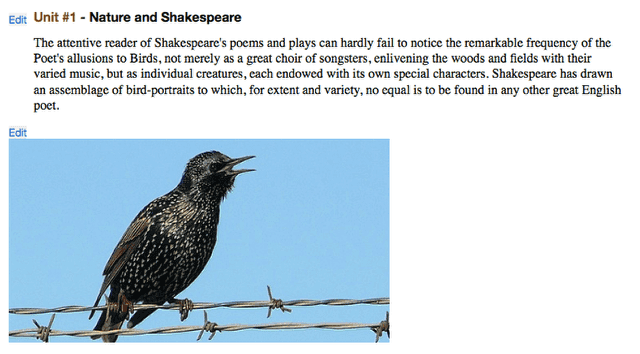 Edit Unit #1 - Nature and Shakespeare
The attentive reader of Shakespeare's poems and plays can hardly fail to notice the remarkable frequency of the
Poet's allusions to Birds, not merely as a great choir of songsters, enlivening the woods and fields with their
varied music, but as individual creatures, each endowed with its own special characters. Shakespeare has drawn
an assemblage of bird-portraits to which, for extent and variety, no equal is to be found in any other great English
poet.
Edit